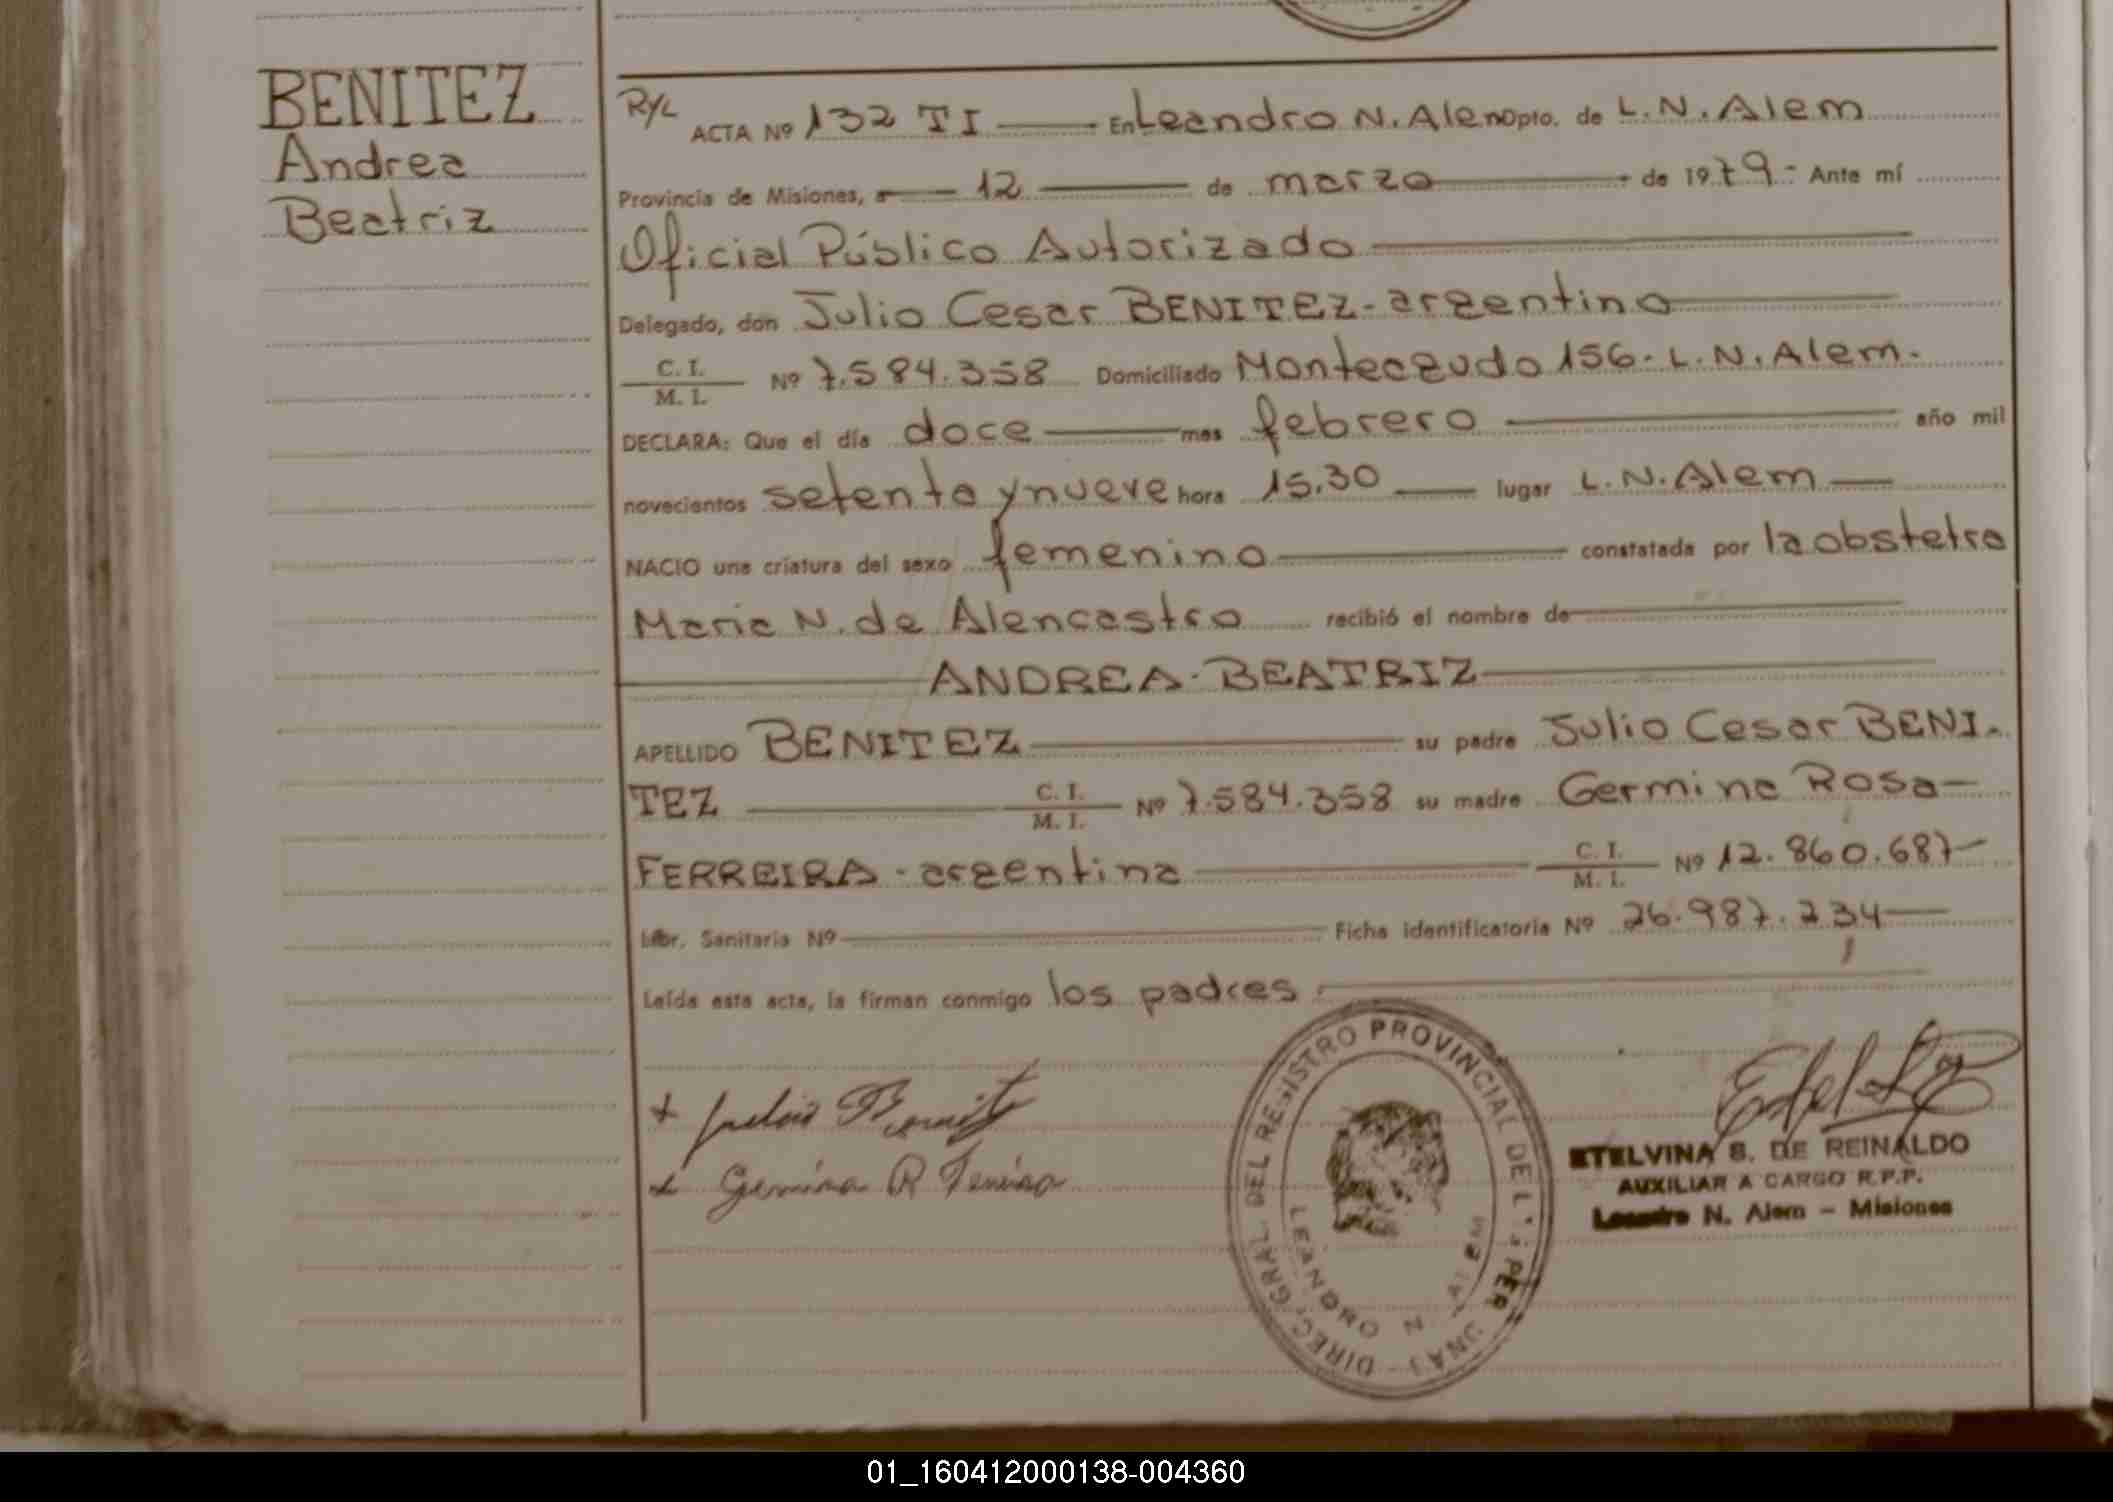 BENITEZ
Andrea
Beatriz
R/L
ACTA Nº 132 TI En Leandro N. Alem Dpto. de L.N. Alem
Provincia de Misiones, a 12 de marzo de 1979.- Ante mí
Oficial Público Autorizado
Delegado, don Julio Cesar BENITEZ - argentino
C. I.
M. I. Nº 7.584.358 Domiciliado Monteagudo 156 - L.N. Alem.
DECLARA: Que el día doce mes febrero año mil
novecientos setenta y nueve hora 15.30 lugar L.N. Alem
NACIO una criatura del sexo femenino constatada por la obstetra
Maria N. de Alencastro recibió el nombre de
ANDREA - BEATRIZ
APELLIDO BENITEZ su padre Julio Cesar BENI-
TEZ C. I. M. I. Nº 7.584.358 su madre Germina Rosa
FERREIRA - argentina C. I. M. I. Nº 12.860.687
Libr. Sanitaria Nº Ficha identificatoria Nº 26.987.234
Leída esta acta, la firman conmigo los padres
+ Julio Benitez
+ Germina R Ferreira
DIREC. GRAL. DEL REGISTRO PROVINCIAL DE
LEANDRO N. ALEM
ETELVINA S. DE REINALDO
AUXILIAR A CARGO R.P.P.
Leandro N. Alem - Misiones
01_160412000138-004360